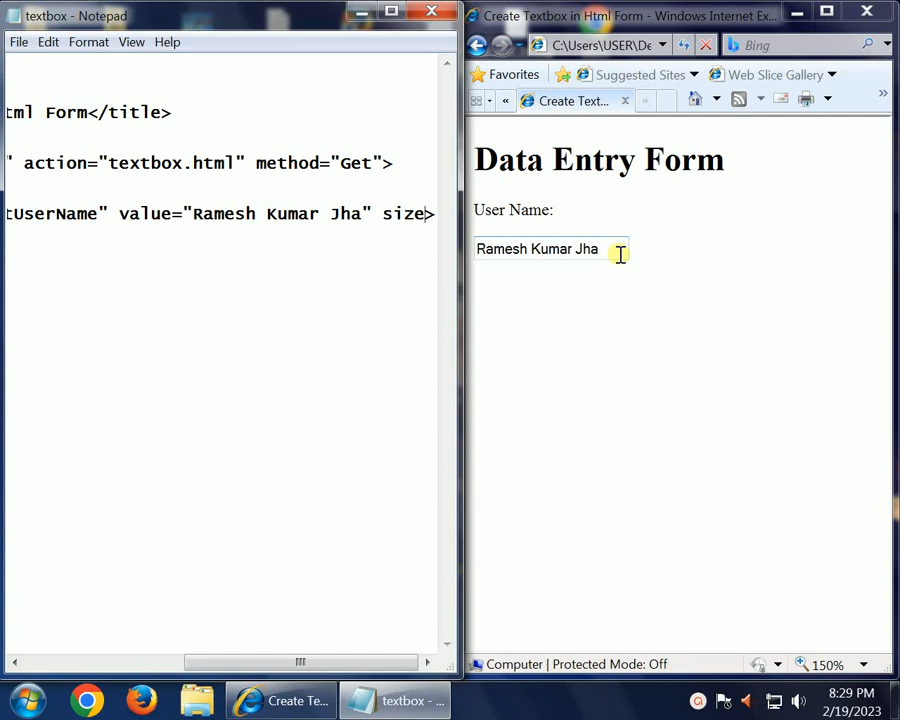 textbox - Notepad
File Edit Format View Help
tml Form</title>
" action="textbox.html" method="Get">
tUserName" value="Ramesh Kumar Jha" size>
Create Textbox in Html Form - Windows Internet Ex...
C:\Users\USER\De
Bing
Favorites
Suggested Sites
Web Slice Gallery
«
Create Text...
x
»
»
Data Entry Form
User Name:
Ramesh Kumar Jha
Computer | Protected Mode: Off
150%
Create Te...
textbox - ...
8:29 PM
2/19/2023